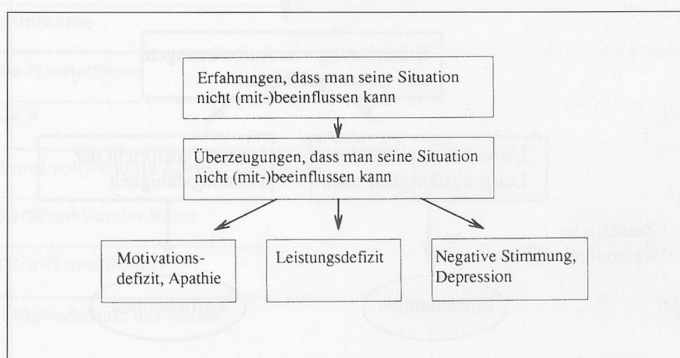 Erfahrungen, dass man seine Situation
nicht (mit-)beeinflussen kann
Überzeugungen, dass man seine Situation
nicht (mit-)beeinflussen kann
Motivations-
defizit, Apathie
Leistungsdefizit
Negative Stimmung,
Depression